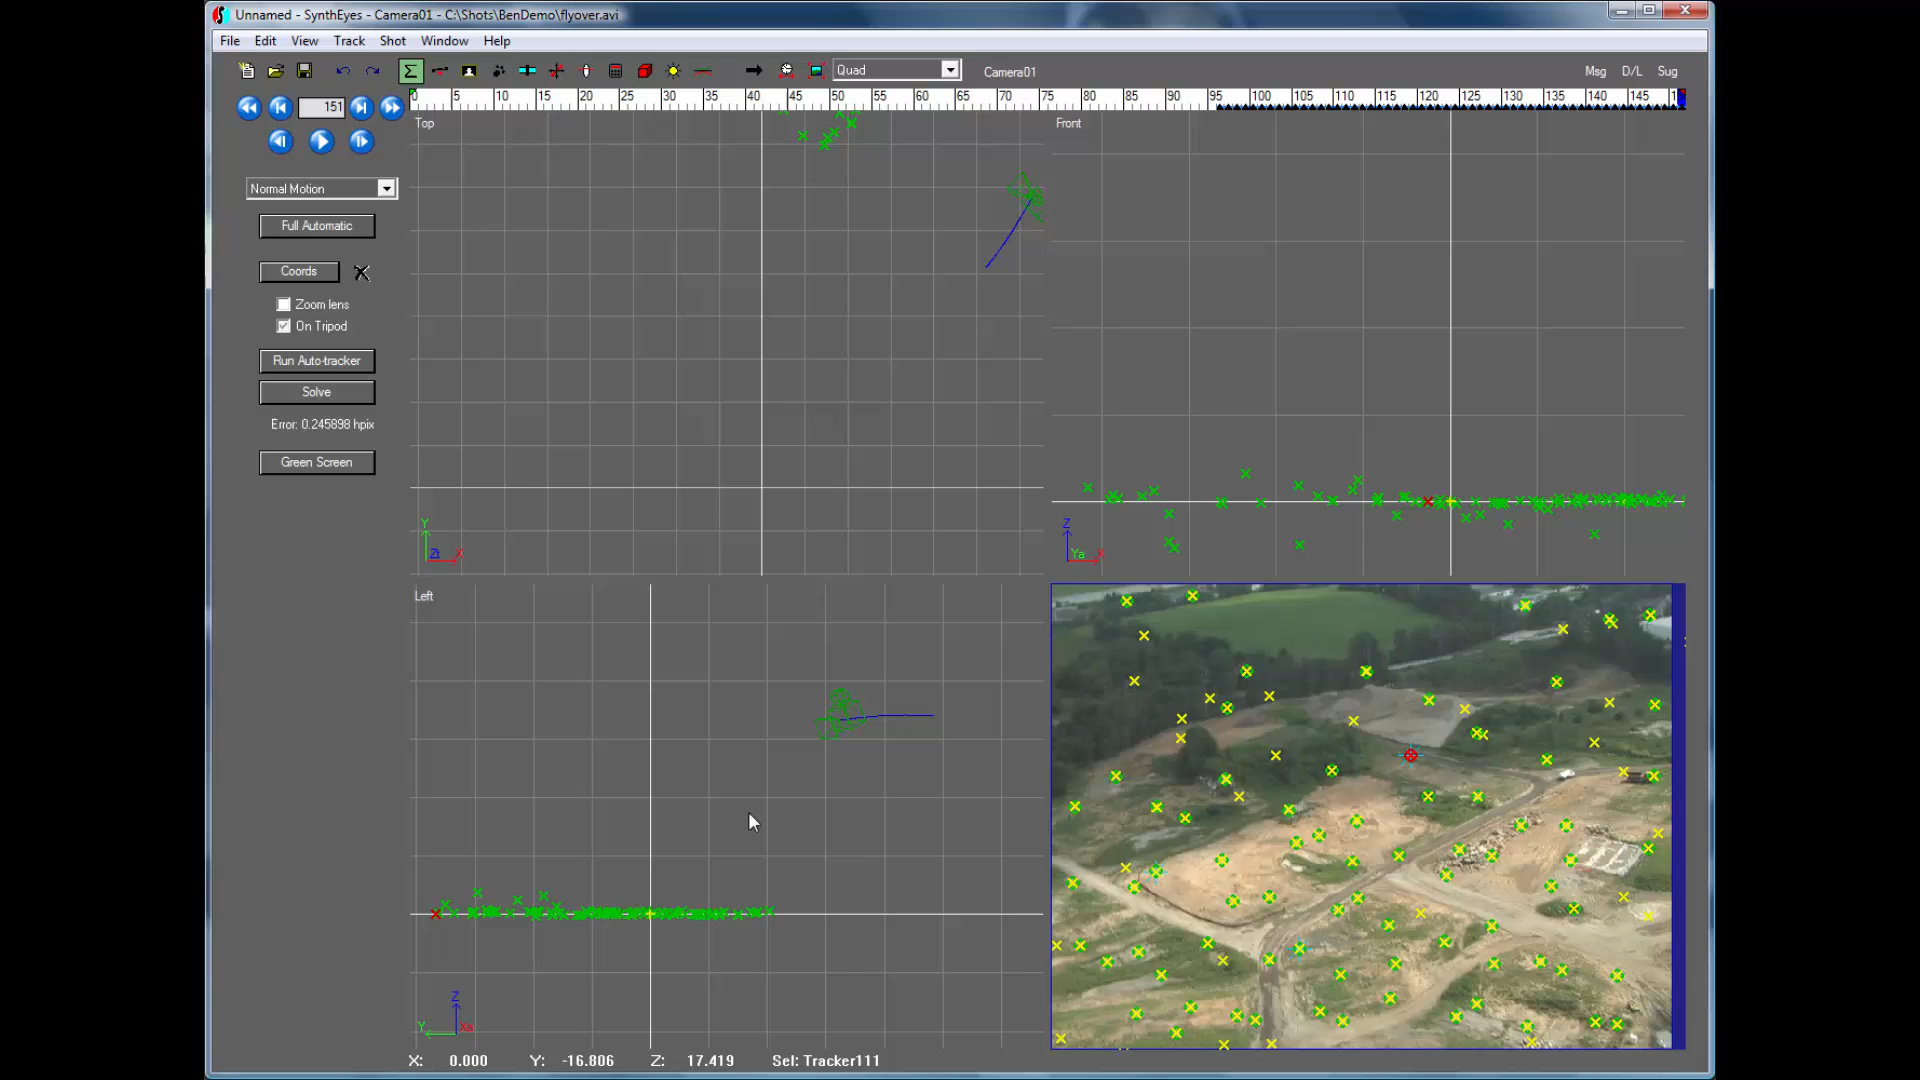 Unnamed - SynthEyes - Camera01 - C:\Shots\BenDemo\flyover.avi
File Edit View Track Shot Window Help
Quad Camera01 Msg D/L Sug
151 0 5 10 15 20 25 30 35 40 45 50 55 60 65 70 75 80 85 90 95 100 105 110 115 120 125 130 135 140 145
Top Front
Normal Motion
Full Automatic
Coords
Zoom lens
On Tripod
Run Auto-tracker
Solve
Error: 0.245898 hpix
Green Screen
Y Z
Zt X Ya X
Left
Z
Y Xa
X: 0.000 Y: -16.806 Z: 17.419 Sel: Tracker111